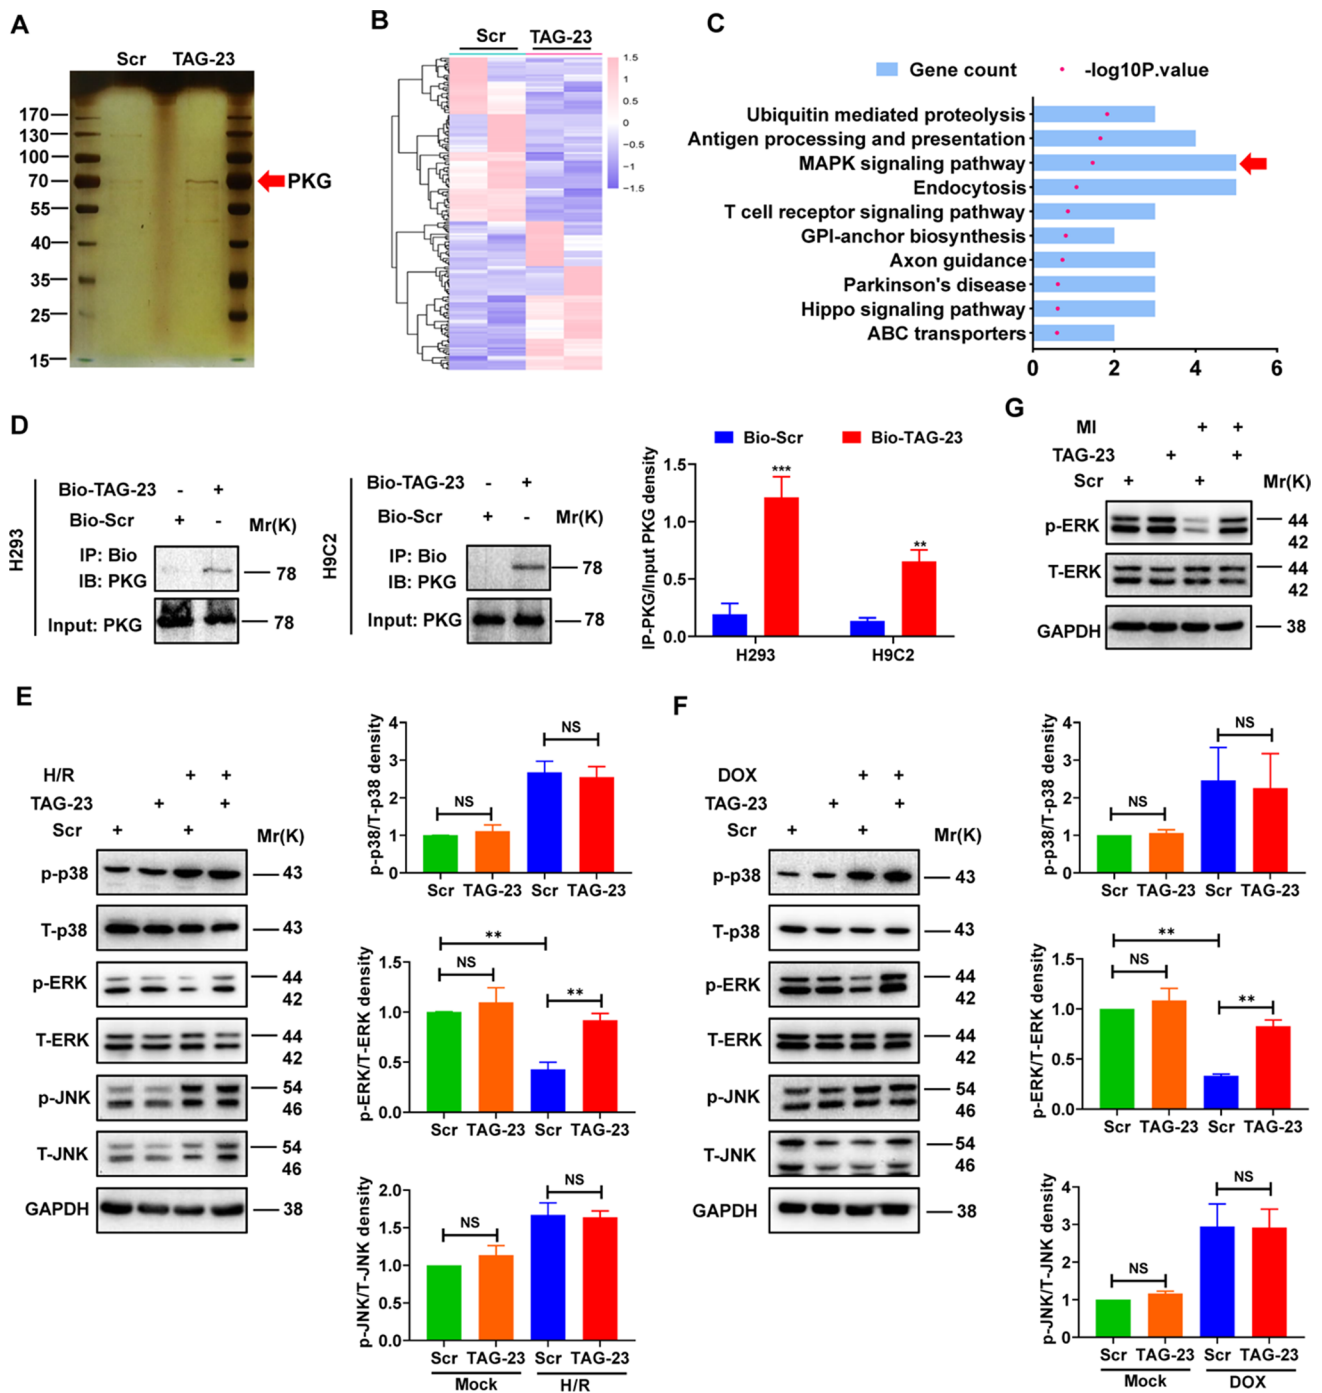 A
Scr TAG-23
170
130
100
70
55
40
35
25
15
PKG
B
Scr TAG-23
1.5
1
0.5
0
−0.5
−1
−1.5
C
Gene count -log10P.value
Ubiquitin mediated proteolysis
Antigen processing and presentation
MAPK signaling pathway
Endocytosis
T cell receptor signaling pathway
GPI-anchor biosynthesis
Axon guidance
Parkinson's disease
Hippo signaling pathway
ABC transporters
0 2 4 6
D
H293
Bio-TAG-23 - +
Bio-Scr + - Mr(K)
IP: Bio
IB: PKG 78
Input: PKG 78
H9C2
Bio-TAG-23 - +
Bio-Scr + - Mr(K)
IP: Bio
IB: PKG 78
Input: PKG 78
Bio-Scr Bio-TAG-23
IP-PKG/Input PKG density
1.5
1.0
0.5
0.0
*** **
H293 H9C2
G
MI + +
TAG-23 + +
Scr + + Mr(K)
p-ERK 44
42
T-ERK 44
42
GAPDH 38
E
H/R + +
TAG-23 + +
Scr + + Mr(K)
p-p38 43
T-p38 43
p-ERK 44
42
T-ERK 44
42
p-JNK 54
46
T-JNK 54
46
GAPDH 38
p-p38/T-p38 density
4
3
2
1
0
NS NS
Scr TAG-23 Scr TAG-23
p-ERK/T-ERK density
1.5
1.0
0.5
0.0
**
NS **
Scr TAG-23 Scr TAG-23
p-JNK/T-JNK density
2.0
1.5
1.0
0.5
0.0
NS NS
Scr TAG-23 Scr TAG-23
Mock H/R
F
DOX + +
TAG-23 + +
Scr + + Mr(K)
p-p38 43
T-p38 43
p-ERK 44
42
T-ERK 44
42
p-JNK 54
46
T-JNK 54
46
GAPDH 38
p-p38/T-p38 density
4
3
2
1
0
NS NS
Scr TAG-23 Scr TAG-23
p-ERK/T-ERK density
1.5
1.0
0.5
0.0
**
NS **
Scr TAG-23 Scr TAG-23
p-JNK/T-JNK density
4
3
2
1
0
NS NS
Scr TAG-23 Scr TAG-23
Mock DOX